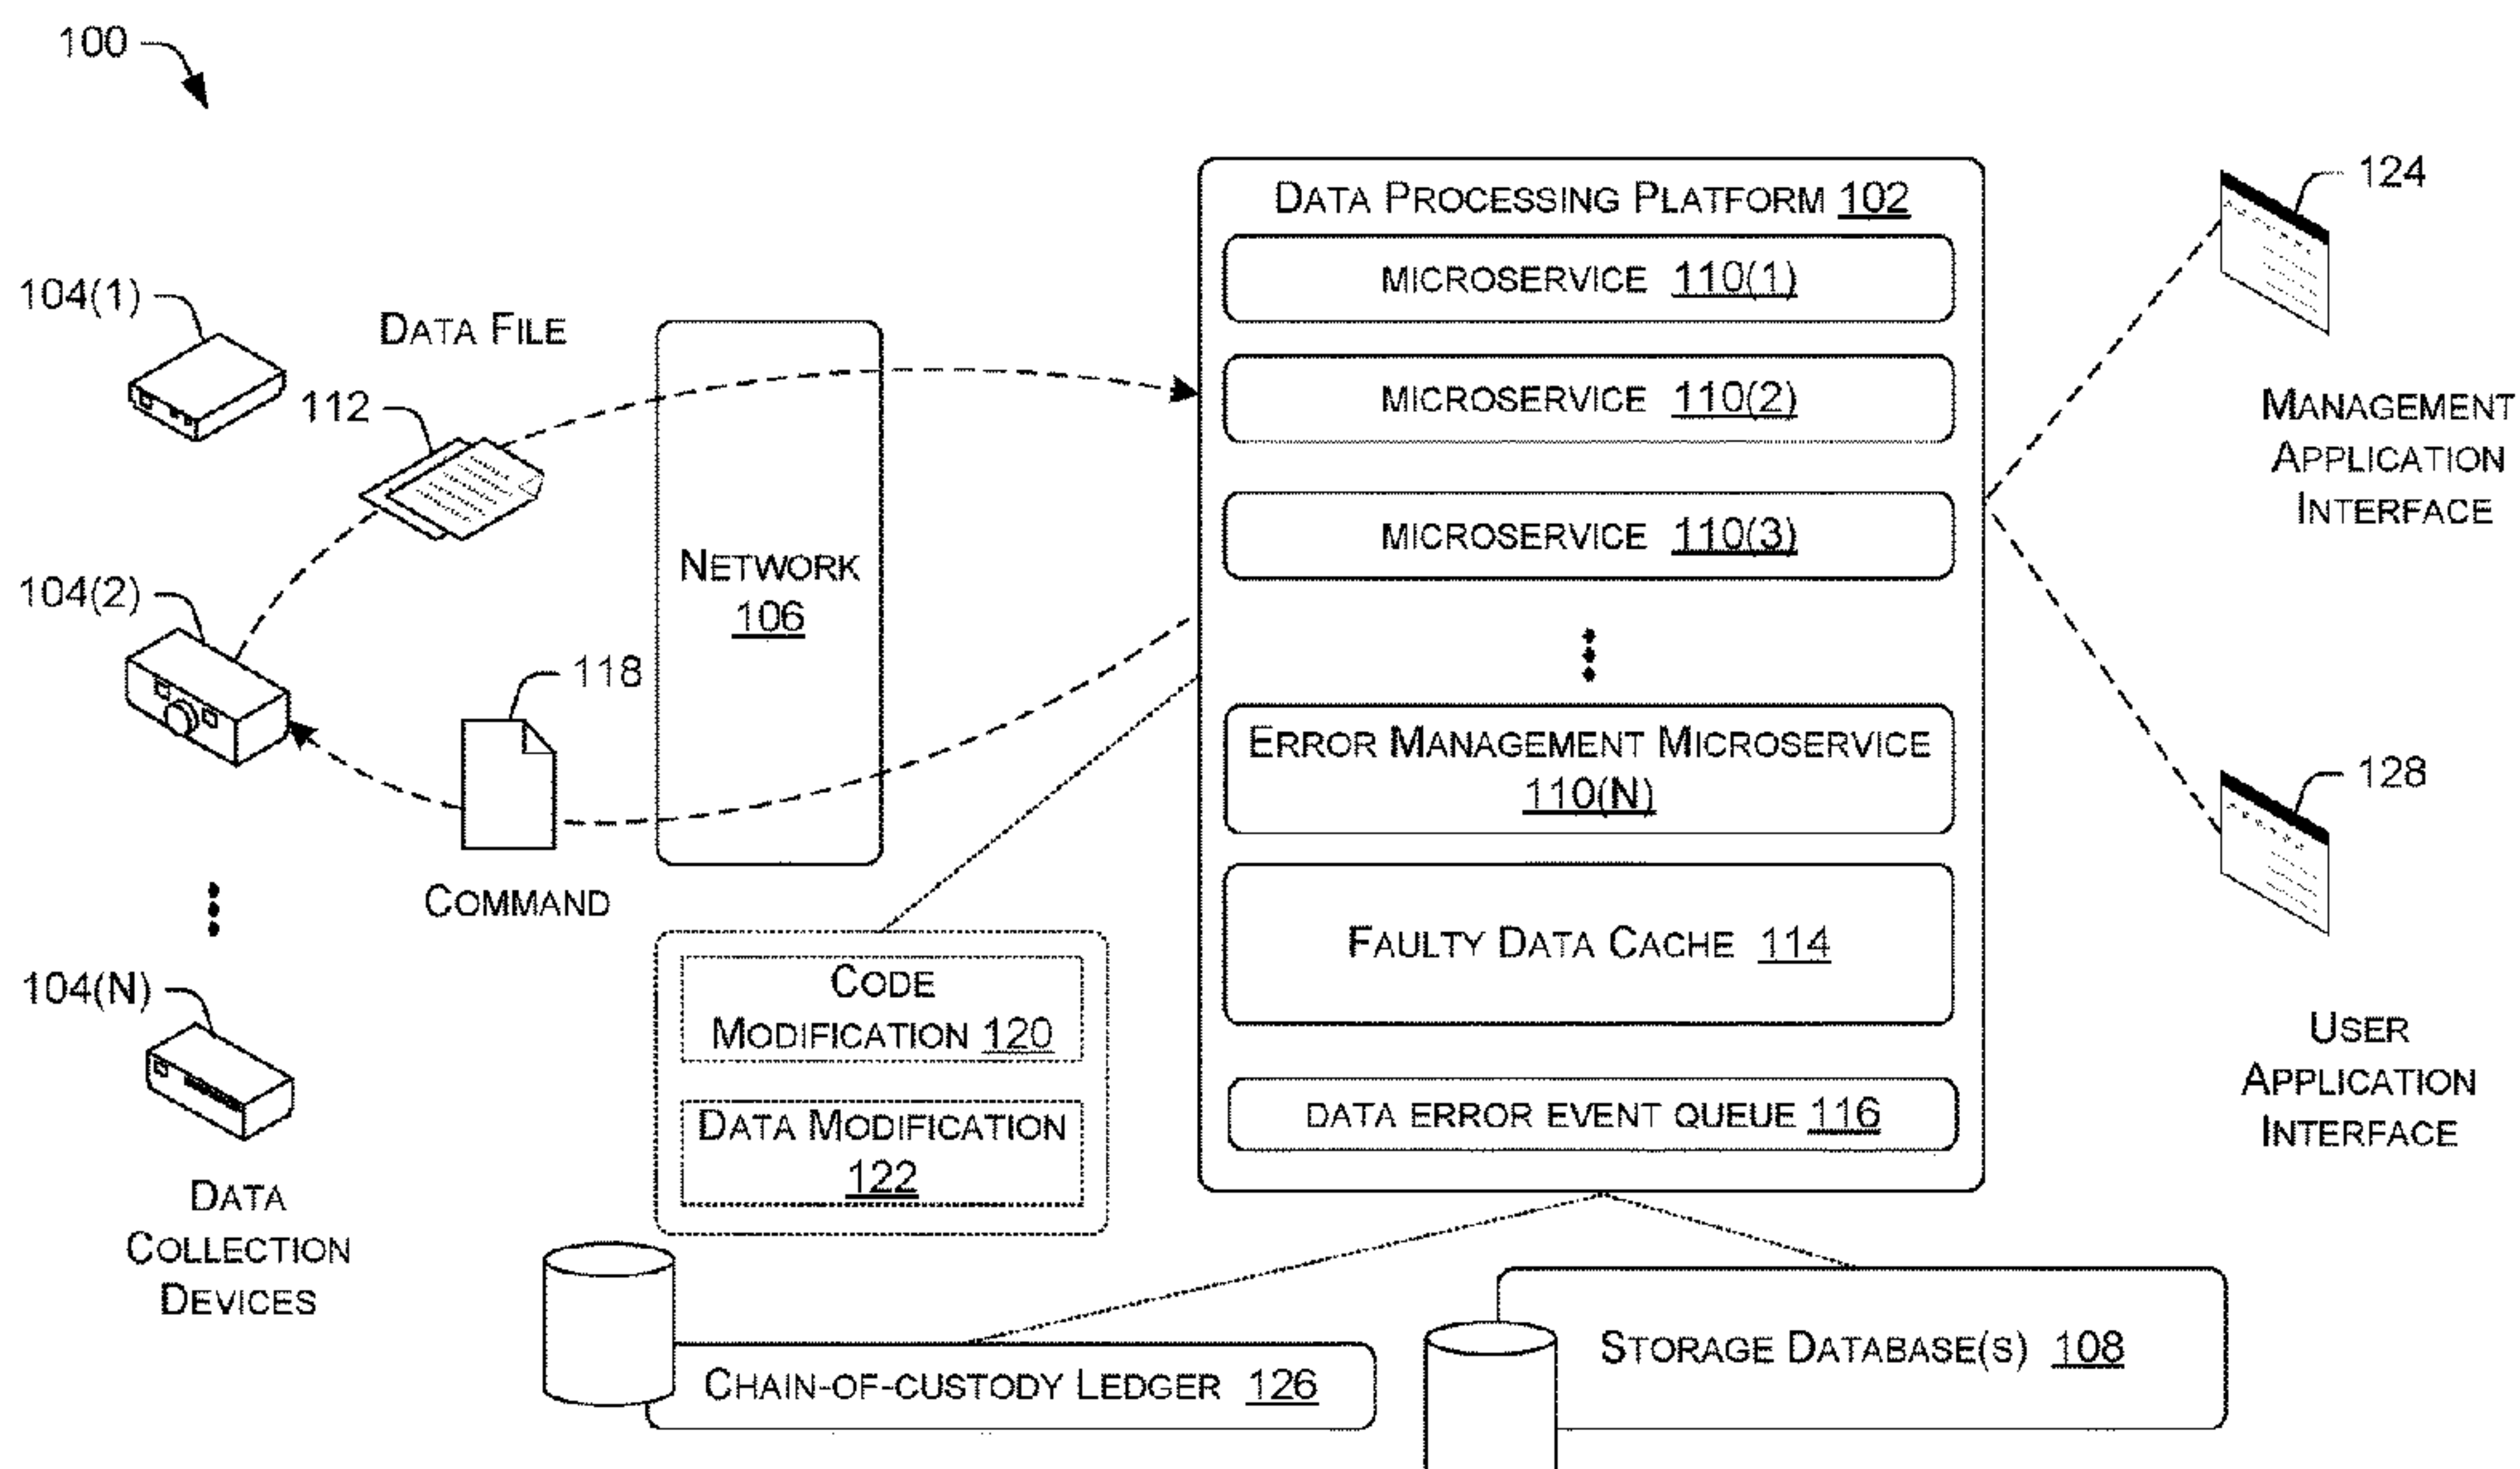 100
104(1)
DATA FILE
112
104(2)
118
NETWORK
106
COMMAND
104(N)
DATA
COLLECTION
DEVICES
CODE
MODIFICATION 120
DATA MODIFICATION
122
DATA PROCESSING PLATFORM 102
MICROSERVICE 110(1)
MICROSERVICE 110(2)
MICROSERVICE 110(3)
ERROR MANAGEMENT MICROSERVICE
110(N)
FAULTY DATA CACHE 114
DATA ERROR EVENT QUEUE 116
124
MANAGEMENT
APPLICATION
INTERFACE
128
USER
APPLICATION
INTERFACE
CHAIN-OF-CUSTODY LEDGER 126
STORAGE DATABASE(S) 108